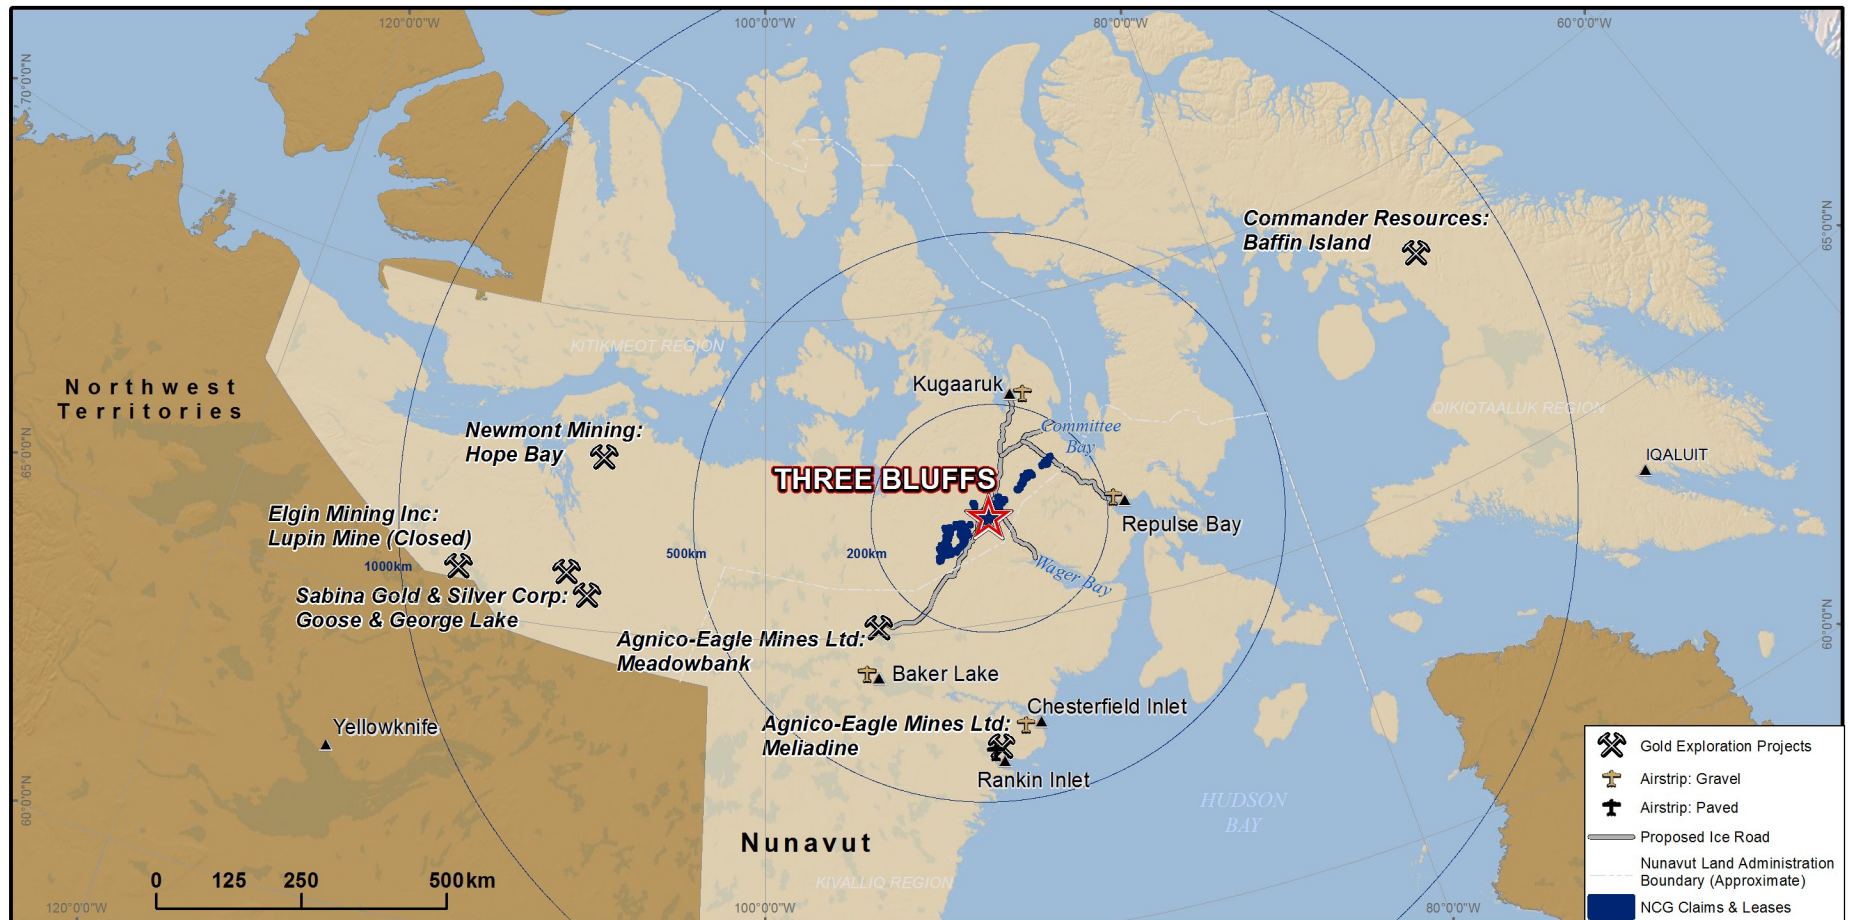 120°0'0"W
100°0'0"W
80°0'0"W
60°0'0"W
70°0'0"N
65°0'0"N
Commander Resources:
Baffin Island
KITIKMEOT REGION
Northwest
Territories
Kugaaruk
QIKIQTAALUK REGION
Committee
Bay
Newmont Mining:
Hope Bay
65°0'0"N
IQALUIT
THREE BLUFFS
Elgin Mining Inc:
Lupin Mine (Closed)
Repulse Bay
1000km
500km
200km
Wager Bay
Sabina Gold & Silver Corp:
Goose & George Lake
60°0'0"N
Agnico-Eagle Mines Ltd:
Meadowbank
Baker Lake
Chesterfield Inlet
Yellowknife
Agnico-Eagle Mines Ltd:
Meliadine
Rankin Inlet
60°0'0"N
HUDSON
BAY
Nunavut
KIVALLIQ REGION
0 125 250 500km
120°0'0"W
100°0'0"W
80°0'0"W
Gold Exploration Projects
Airstrip: Gravel
Airstrip: Paved
Proposed Ice Road
Nunavut Land Administration
Boundary (Approximate)
NCG Claims & Leases